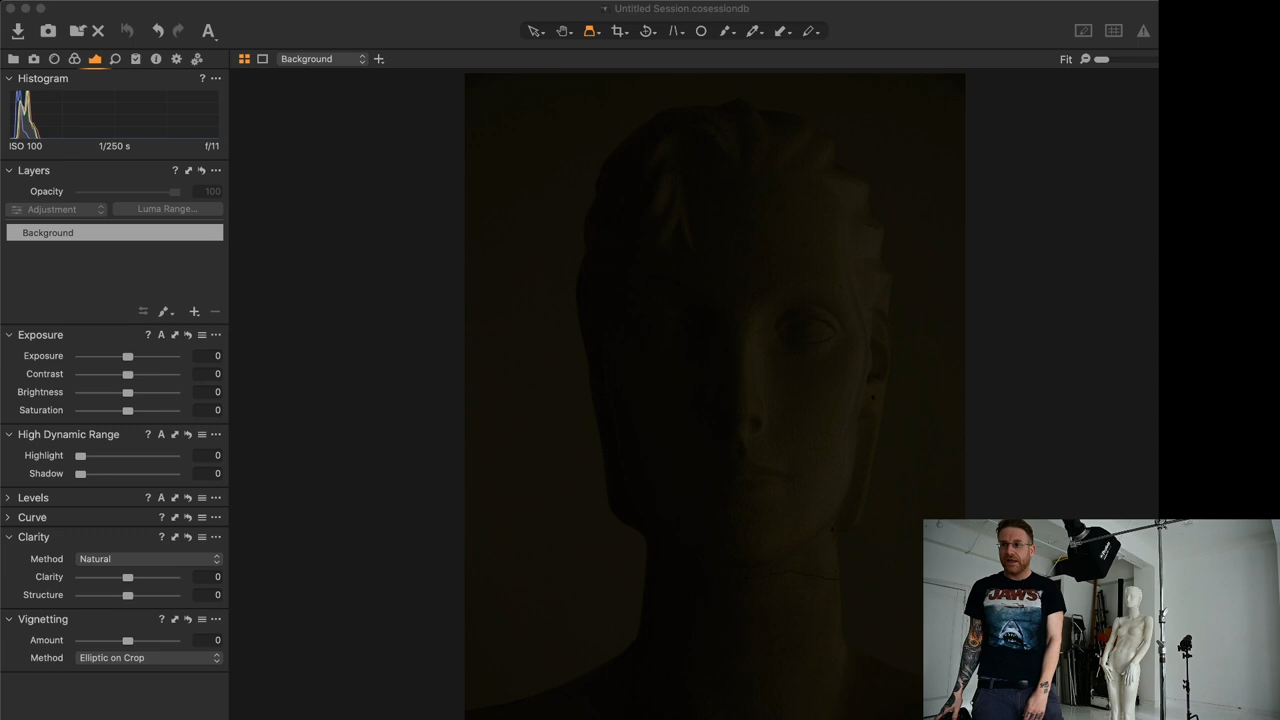 Untitled Session.cosessiondb
A
Background
Fit
Histogram
?
ISO 100 1/250 s f/11
Layers
?
Opacity 100
Adjustment Luma Range...
Background
Exposure
? A
Exposure 0
Contrast 0
Brightness 0
Saturation 0
High Dynamic Range
? A
Highlight 0
Shadow 0
Levels
? A
Curve
?
Clarity
?
Method Natural
Clarity 0
Structure 0
Vignetting
?
Amount 0
Method Elliptic on Crop
JAWS